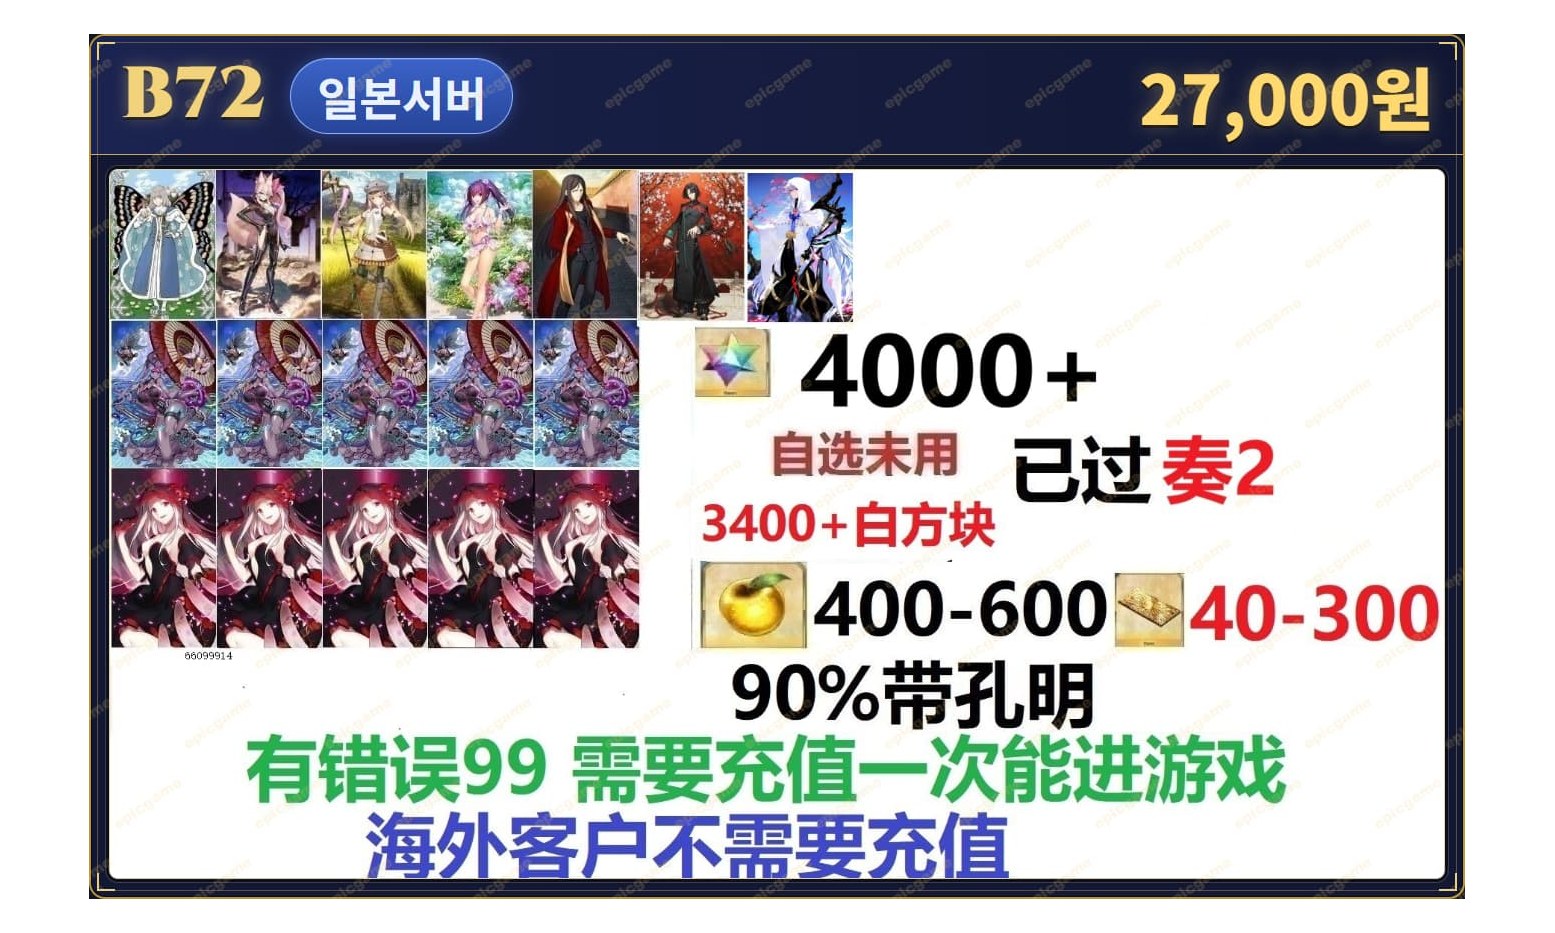 B72 일본서버 27,000원
4000+
自选未用 已过奏2
3400+白方块
400-600 40-300
66099914
90%带孔明
有错误99 需要充值一次能进游戏
海外客户不需要充值
epicgame